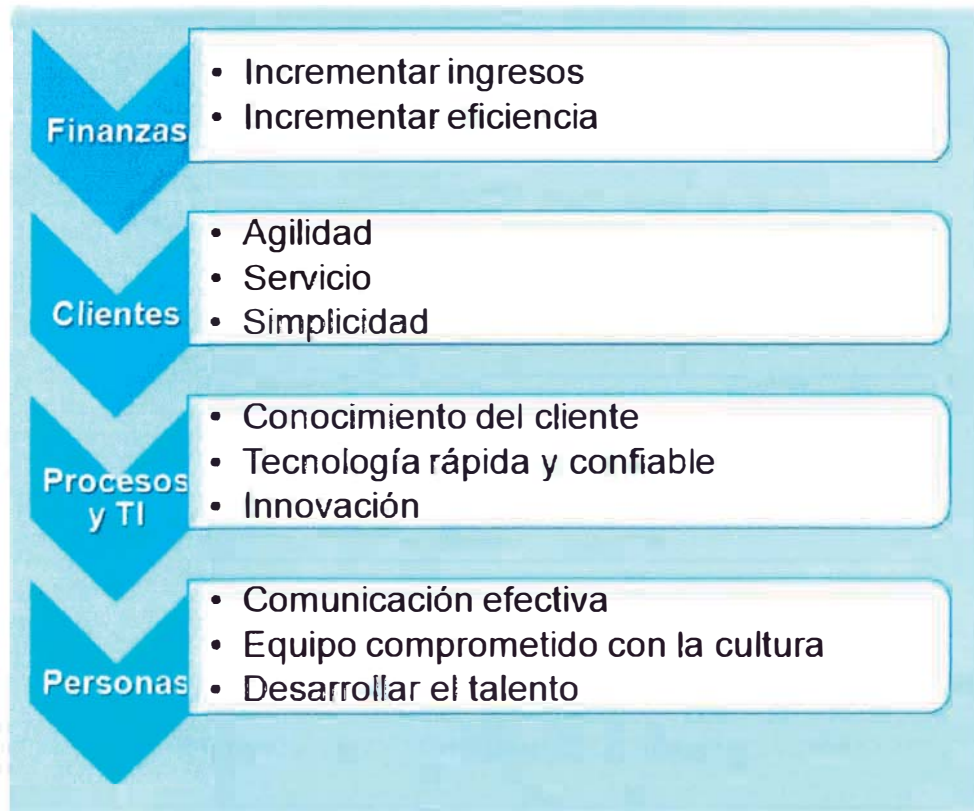 Finanzas
• Incrementar ingresos
• Incrementar eficiencia
Clientes
• Agilidad
• Servicio
• Simplicidad
Procesos
y TI
• Conocimiento del cliente
• Tecnología rápida y confiable
• Innovación
Personas
• Comunicación efectiva
• Equipo comprometido con la cultura
• Desarrollar el talento